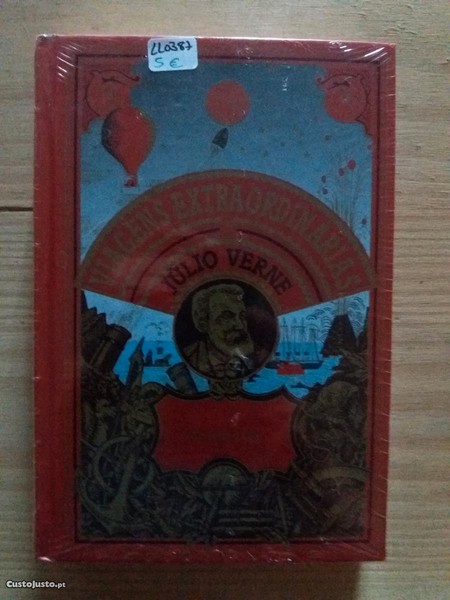 LL0387
5 €
VIAGENS EXTRAORDINÁRIAS
JÚLIO VERNE
CustoJusto.pt